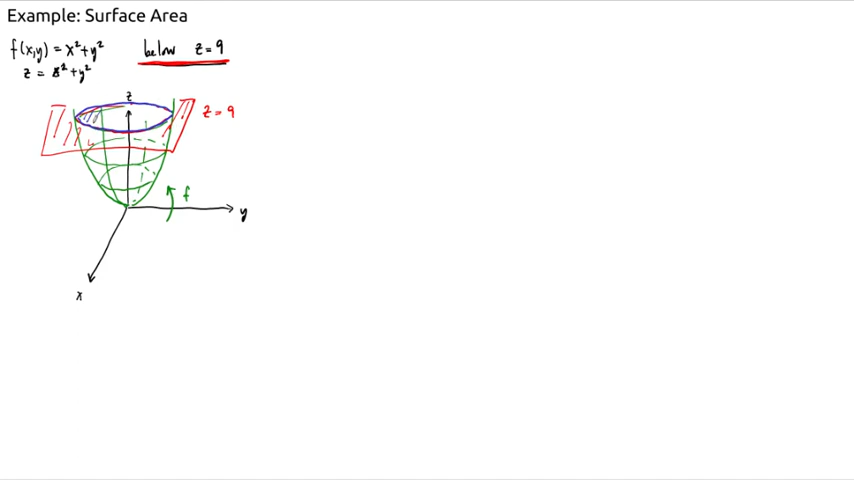 Example: Surface Area
f(x,y) = x²+y² below z=9
z = x²+y²
z
z=9
f
y
x